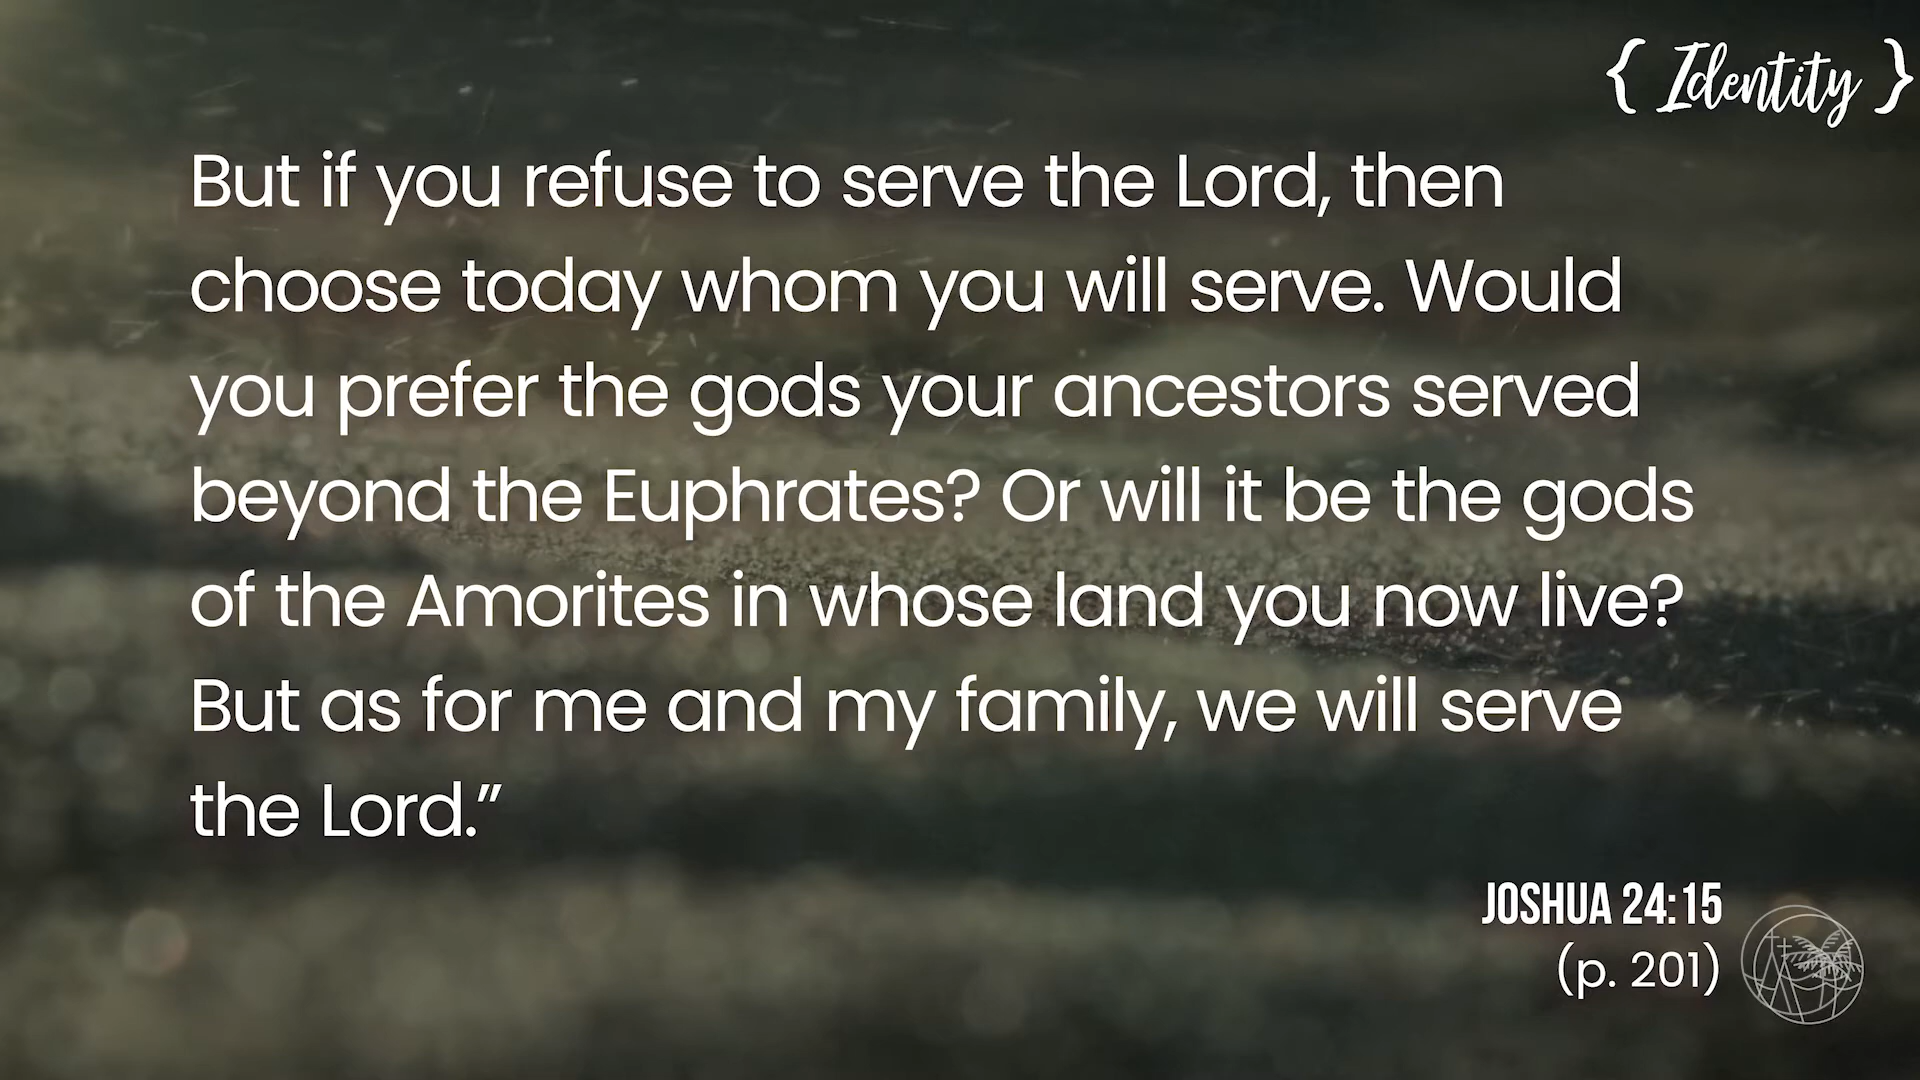 { Identity }
But if you refuse to serve the Lord, then
choose today whom you will serve. Would
you prefer the gods your ancestors served
beyond the Euphrates? Or will it be the gods
of the Amorites in whose land you now live?
But as for me and my family, we will serve
the Lord.”
JOSHUA 24:15
(p. 201)